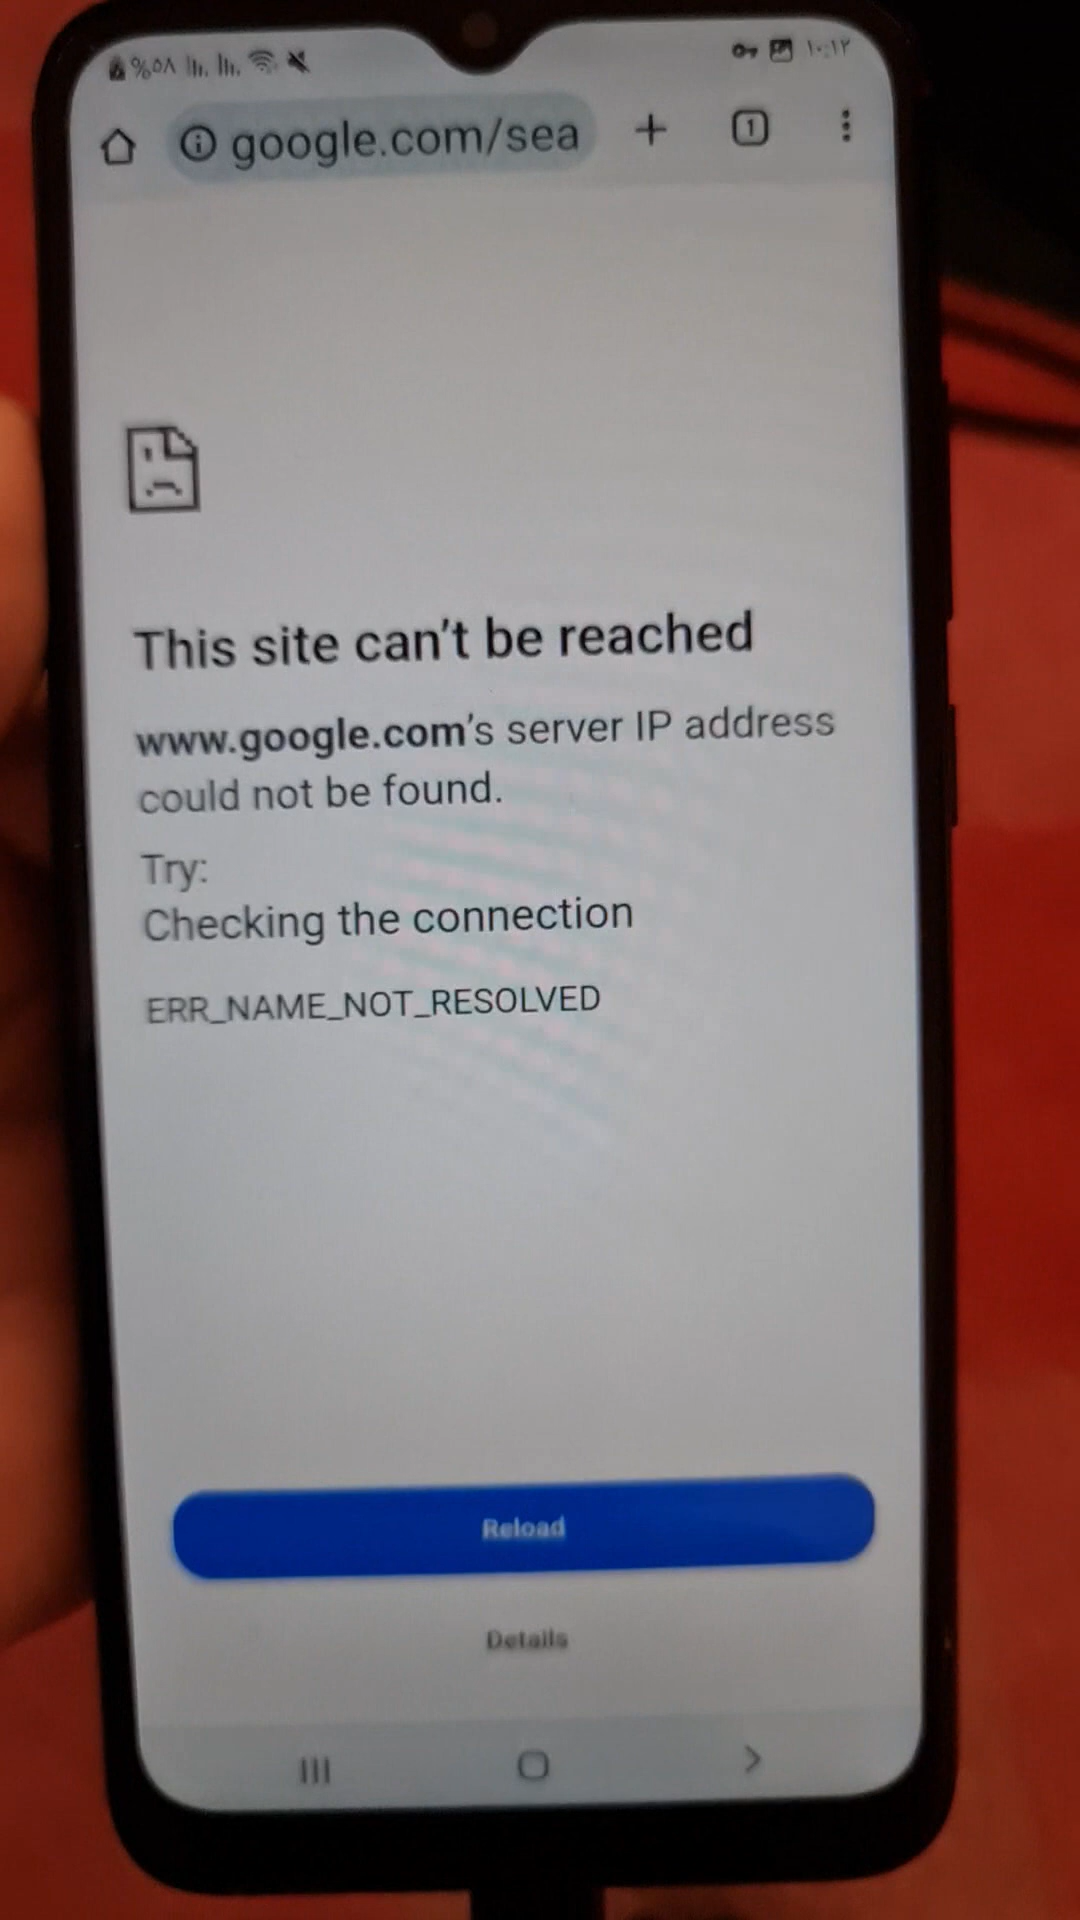 %٥٨
١٠:١٢
google.com/sea
1
This site can't be reached
www.google.com's server IP address
could not be found.
Try:
Checking the connection
ERR_NAME_NOT_RESOLVED
Reload
Details